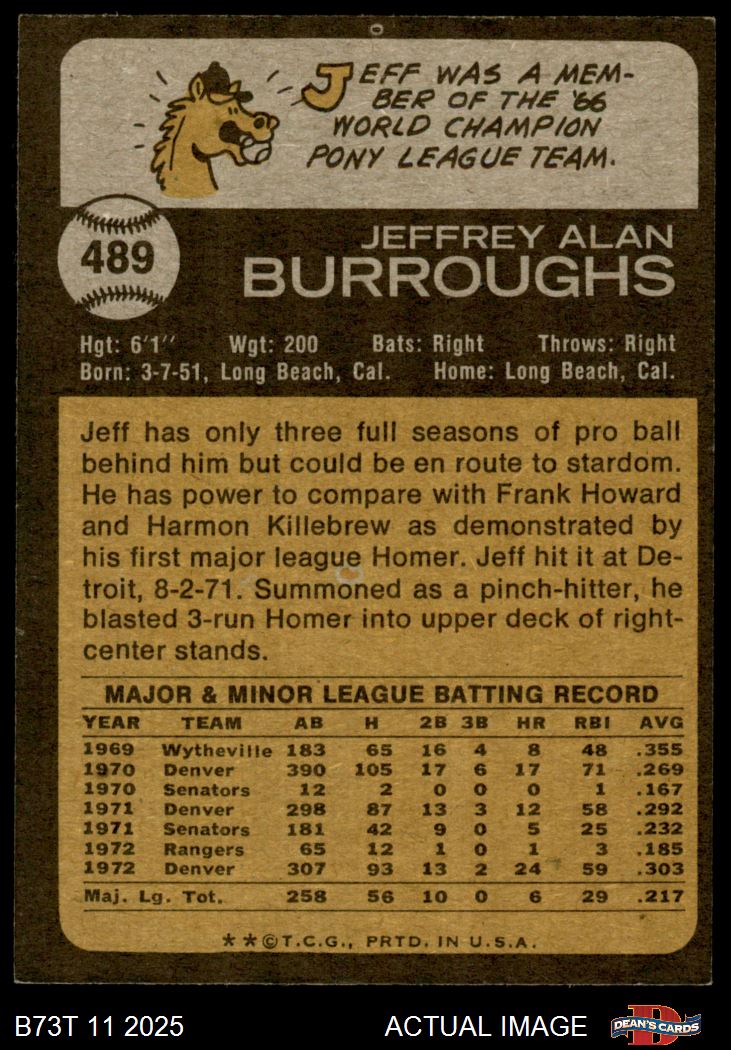 JEFF WAS A MEM-
BER OF THE '66
WORLD CHAMPION
PONY LEAGUE TEAM.
489
JEFFREY ALAN
BURROUGHS
Hgt: 6'1" Wgt: 200 Bats: Right Throws: Right
Born: 3-7-51, Long Beach, Cal. Home: Long Beach, Cal.
Jeff has only three full seasons of pro ball
behind him but could be en route to stardom.
He has power to compare with Frank Howard
and Harmon Killebrew as demonstrated by
his first major league Homer. Jeff hit it at De-
troit, 8-2-71. Summoned as a pinch-hitter, he
blasted 3-run Homer into upper deck of right-
center stands.
MAJOR & MINOR LEAGUE BATTING RECORD
YEAR TEAM AB H 2B 3B HR RBI AVG
1969 Wytheville 183 65 16 4 8 48 .355
1970 Denver 390 105 17 6 17 71 .269
1970 Senators 12 2 0 0 0 1 .167
1971 Denver 298 87 13 3 12 58 .292
1971 Senators 181 42 9 0 5 25 .232
1972 Rangers 65 12 1 0 1 3 .185
1972 Denver 307 93 13 2 24 59 .303
Maj. Lg. Tot. 258 56 10 0 6 29 .217
**©T.C.G., PRTD. IN U.S.A.
B73T 11 2025 ACTUAL IMAGE D DEAN'S CARDS